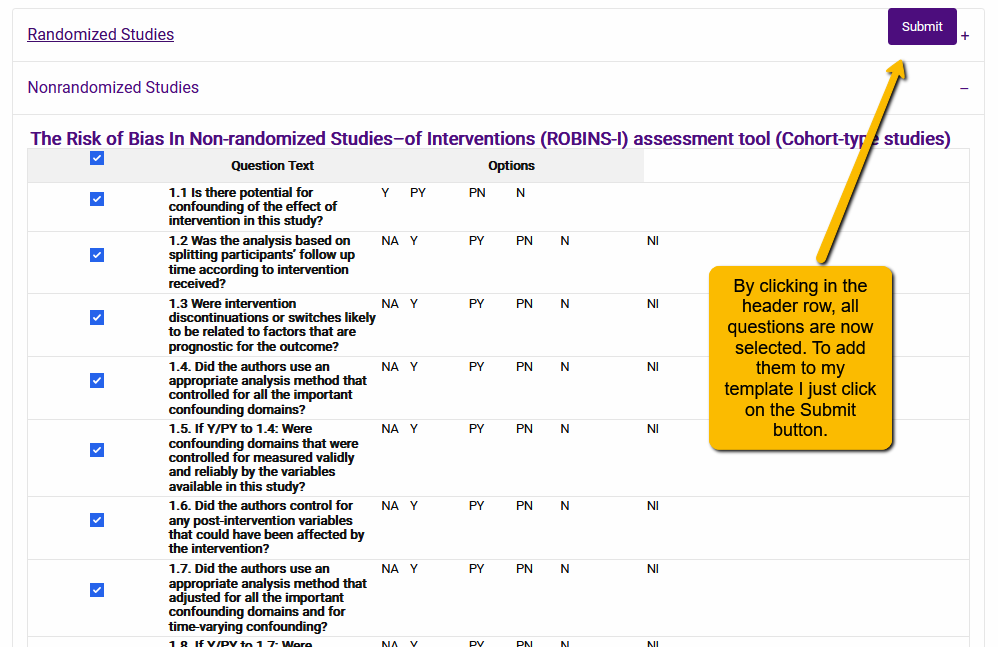 Randomized Studies
Submit
+
Nonrandomized Studies
–
The Risk of Bias In Non-randomized Studies–of Interventions (ROBINS-I) assessment tool (Cohort-type studies)
Question Text Options
1.1 Is there potential for
confounding of the effect of
intervention in this study?
Y PY PN N
1.2 Was the analysis based on
splitting participants’ follow up
time according to intervention
received?
NA Y PY PN N NI
1.3 Were intervention
discontinuations or switches likely
to be related to factors that are
prognostic for the outcome?
NA Y PY PN N NI
1.4. Did the authors use an
appropriate analysis method that
controlled for all the important
confounding domains?
NA Y PY PN N NI
1.5. If Y/PY to 1.4: Were
confounding domains that were
controlled for measured validly
and reliably by the variables
available in this study?
NA Y PY PN N NI
1.6. Did the authors control for
any post-intervention variables
that could have been affected by
the intervention?
NA Y PY PN N NI
1.7. Did the authors use an
appropriate analysis method that
adjusted for all the important
confounding domains and for
time-varying confounding?
NA Y PY PN N NI
1.8. If Y/PY to 1.7: Were
NA Y PY PN N NI
By clicking in the
header row, all
questions are now
selected. To add
them to my
template I just click
on the Submit
button.